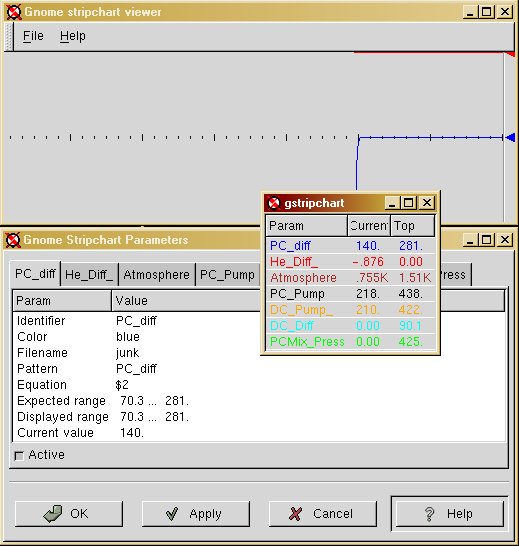 Gnome stripchart viewer
File Help
gstripchart
Param Current Top
PC_diff 140. 281.
He_Diff_ -.876 0.00
Atmosphere .755K 1.51K
PC_Pump 218. 438.
DC_Pump_ 210. 422.
DC_Diff 0.00 90.1
PCMix_Press 0.00 425.
Gnome Stripchart Parameters
PC_diff He_Diff_ Atmosphere PC_Pump Press
Param Value
Identifier PC_diff
Color blue
Filename junk
Pattern PC_diff
Equation $2
Expected range 70.3 ... 281.
Displayed range 70.3 ... 281.
Current value 140.
Active
OK Apply Cancel Help